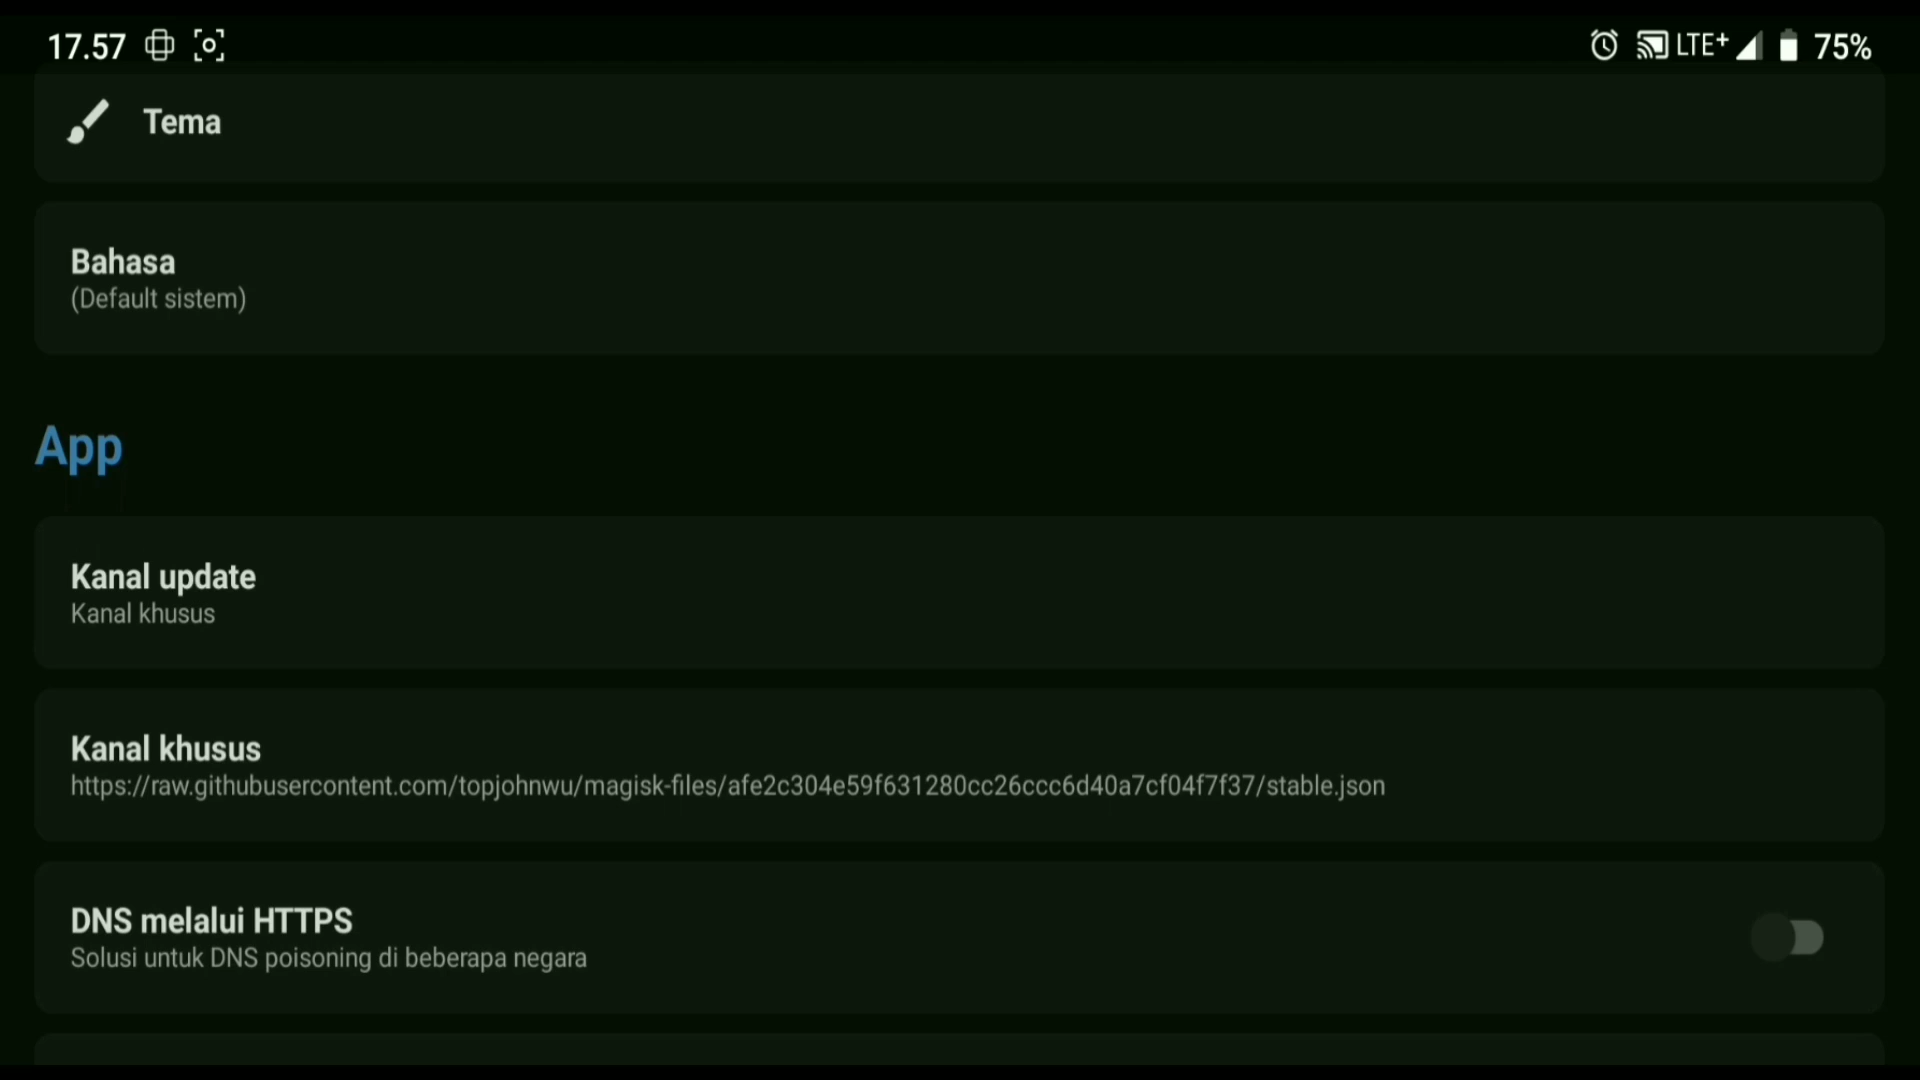 17.57 LTE+ 75%
Tema
Bahasa
(Default sistem)
App
Kanal update
Kanal khusus
Kanal khusus
https://raw.githubusercontent.com/topjohnwu/magisk-files/afe2c304e59f631280cc26ccc6d40a7cf04f7f37/stable.json
DNS melalui HTTPS
Solusi untuk DNS poisoning di beberapa negara